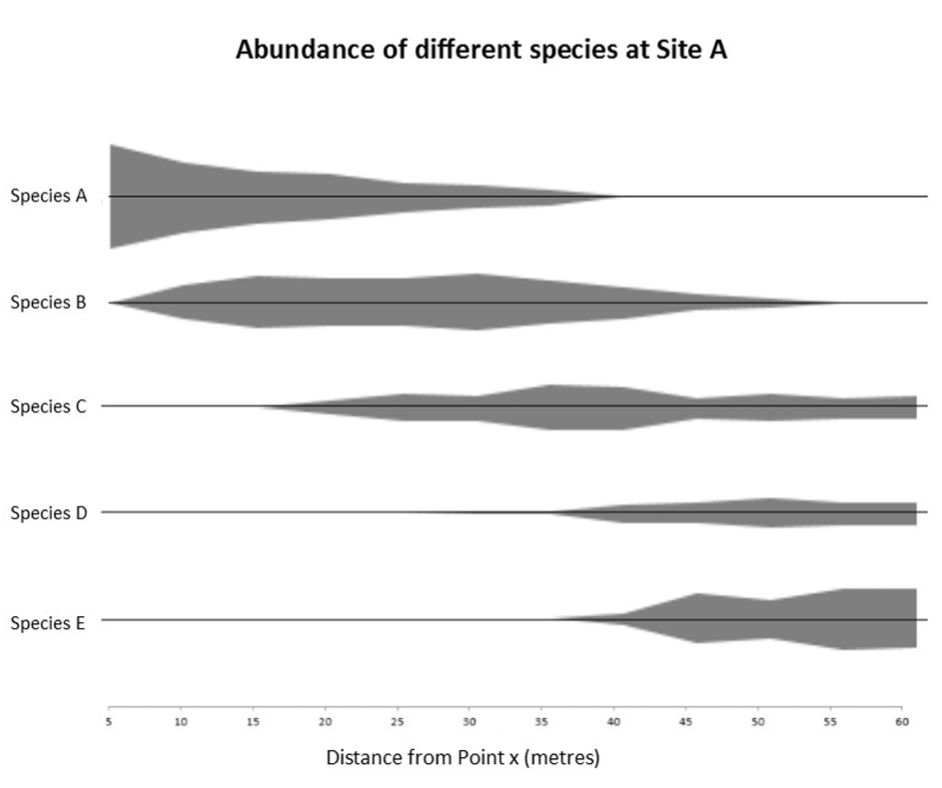 Abundance of different species at Site A
Species A
Species B
Species C
Species D
Species E
5 10 15 20 25 30 35 40 45 50 55 60
Distance from Point x (metres)